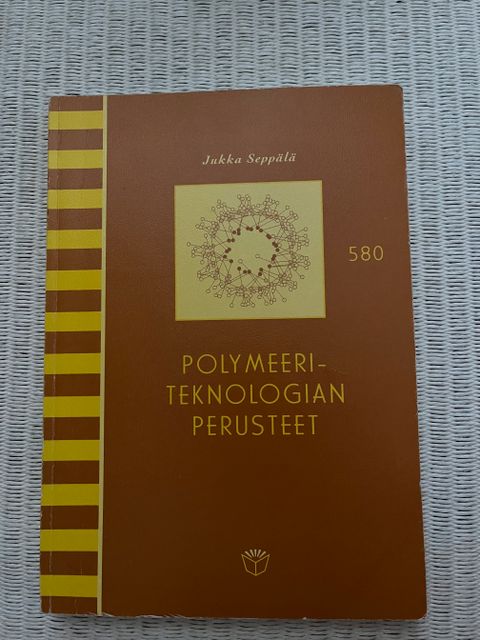 Jukka Seppälä
580
POLYMEERI-
TEKNOLOGIAN
PERUSTEET